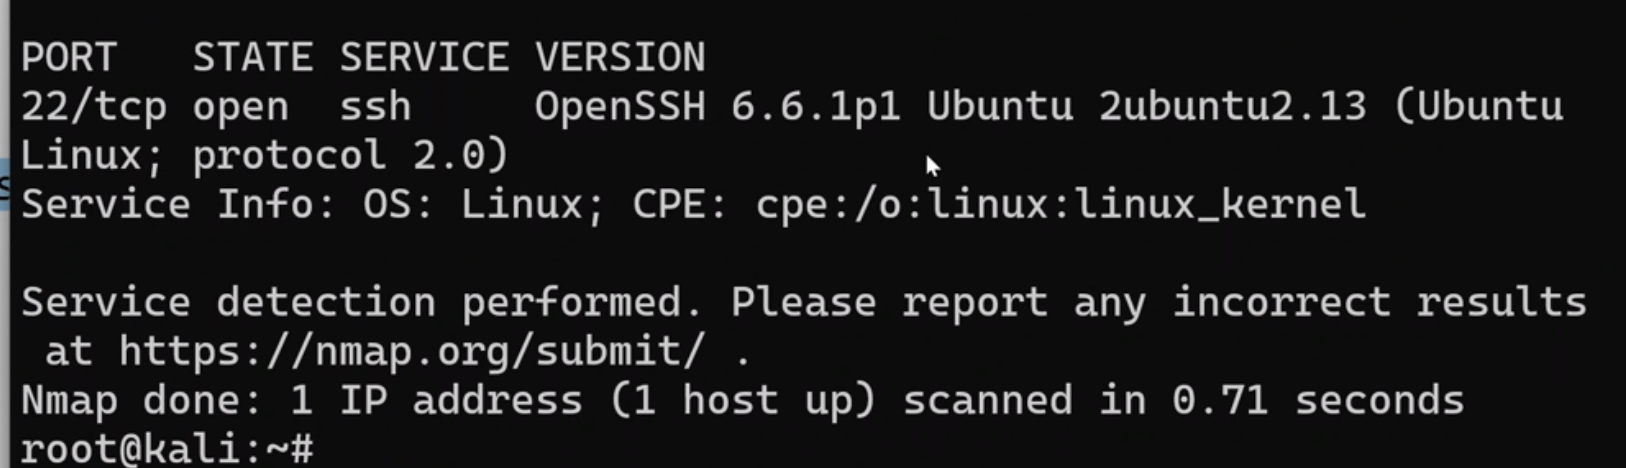 PORT   STATE SERVICE VERSION
22/tcp open  ssh     OpenSSH 6.6.1p1 Ubuntu 2ubuntu2.13 (Ubuntu
Linux; protocol 2.0)
Service Info: OS: Linux; CPE: cpe:/o:linux:linux_kernel
Service detection performed. Please report any incorrect results
 at https://nmap.org/submit/ .
Nmap done: 1 IP address (1 host up) scanned in 0.71 seconds
root@kali:~#